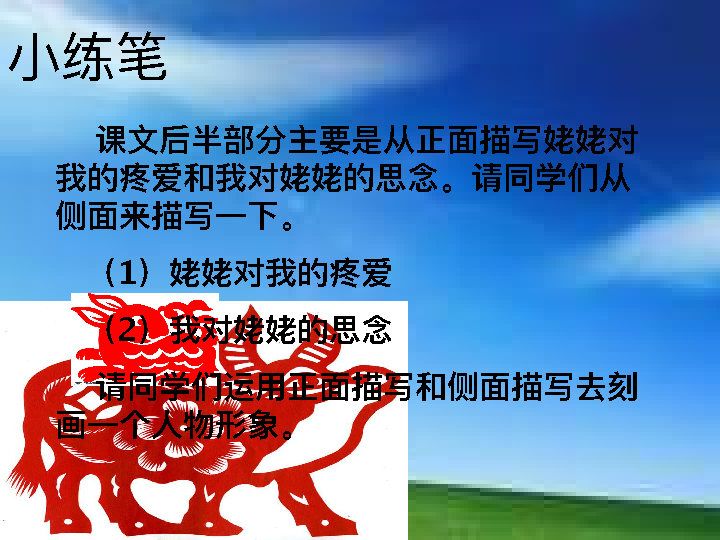 小练笔
课文后半部分主要是从正面描写姥姥对
我的疼爱和我对姥姥的思念。请同学们从
侧面来描写一下。
（1）姥姥对我的疼爱
（2）我对姥姥的思念
请同学们运用正面描写和侧面描写去刻
画一个人物形象。